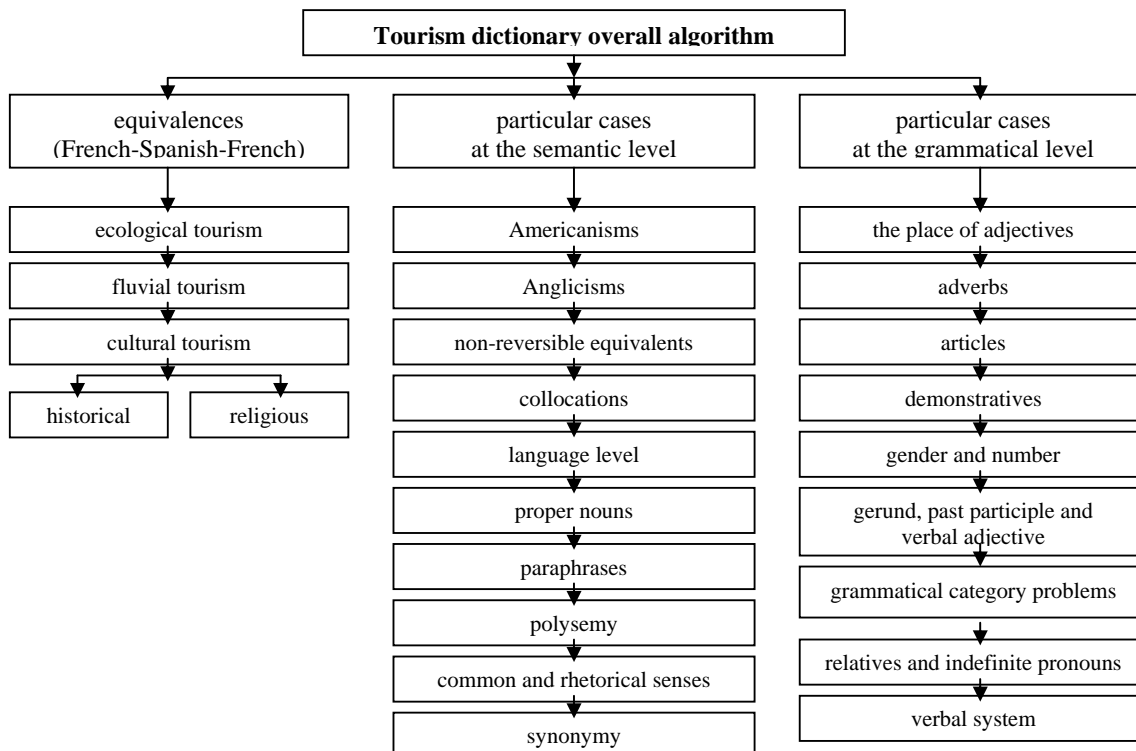 Tourism dictionary overall algorithm
equivalences
(French-Spanish-French)
ecological tourism
fluvial tourism
cultural tourism
historical
religious
particular cases
at the semantic level
Americanisms
Anglicisms
non-reversible equivalents
collocations
language level
proper nouns
paraphrases
polysemy
common and rhetorical senses
synonymy
particular cases
at the grammatical level
the place of adjectives
adverbs
articles
demonstratives
gender and number
gerund, past participle and
verbal adjective
grammatical category problems
relatives and indefinite pronouns
verbal system